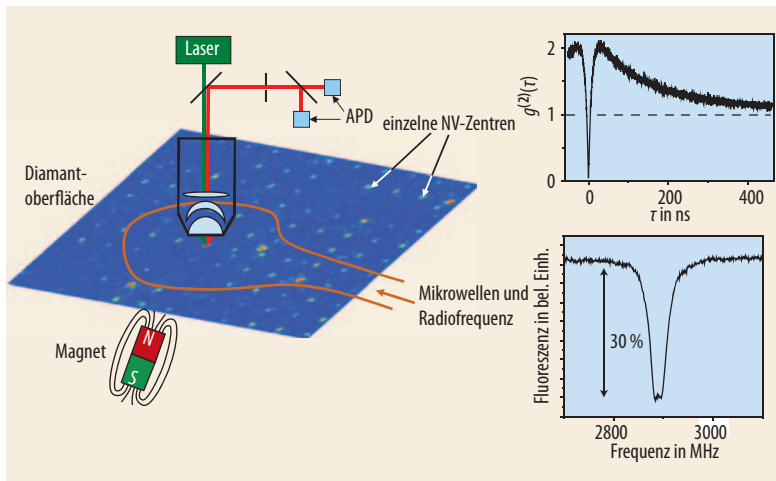 Laser
APD
einzelne NV-Zentren
Diamant-
oberfläche
Mikrowellen und
Radiofrequenz
Magnet
N
S
g⁽²⁾(τ)
2
1
0
0
200
400
τ in ns
Fluoreszenz in bel. Einh.
30 %
2800
3000
Frequenz in MHz